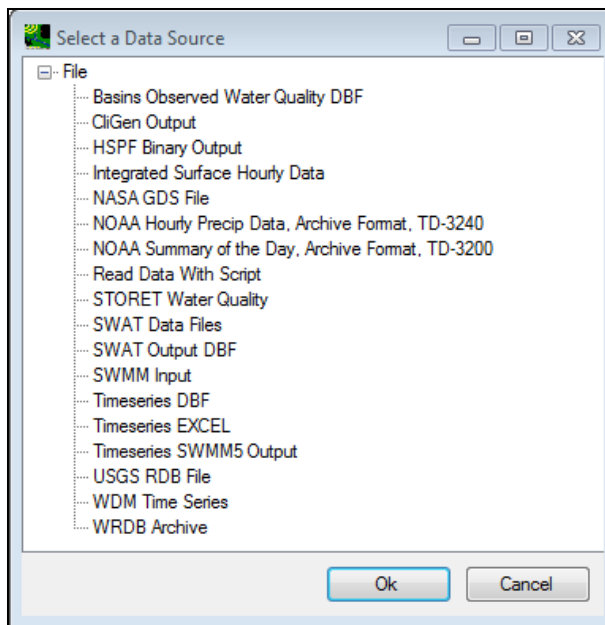 Select a Data Source
File
Basins Observed Water Quality DBF
CliGen Output
HSPF Binary Output
Integrated Surface Hourly Data
NASA GDS File
NOAA Hourly Precip Data, Archive Format, TD-3240
NOAA Summary of the Day, Archive Format, TD-3200
Read Data With Script
STORET Water Quality
SWAT Data Files
SWAT Output DBF
SWMM Input
Timeseries DBF
Timeseries EXCEL
Timeseries SWMM5 Output
USGS RDB File
WDM Time Series
WRDB Archive
Ok Cancel